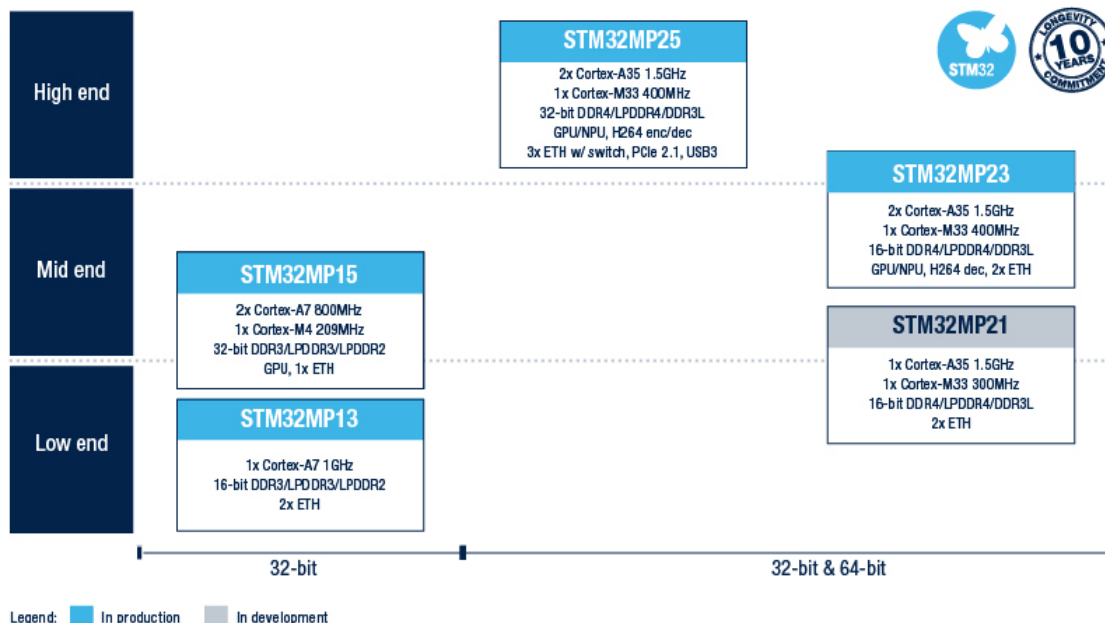 High end
STM32MP25
2x Cortex-A35 1.5GHz
1x Cortex-M33 400MHz
32-bit DDR4/LPDDR4/DDR3L
GPU/NPU, H264 enc/dec
3x ETH w/ switch, PCIe 2.1, USB3
STM32
LONGEVITY
10
YEARS
COMMITMENT
STM32MP23
2x Cortex-A35 1.5GHz
1x Cortex-M33 400MHz
16-bit DDR4/LPDDR4/DDR3L
GPU/NPU, H264 dec, 2x ETH
Mid end
STM32MP15
2x Cortex-A7 800MHz
1x Cortex-M4 209MHz
32-bit DDR3/LPDDR3/LPDDR2
GPU, 1x ETH
STM32MP21
1x Cortex-A35 1.5GHz
1x Cortex-M33 300MHz
16-bit DDR4/LPDDR4/DDR3L
2x ETH
Low end
STM32MP13
1x Cortex-A7 1GHz
16-bit DDR3/LPDDR3/LPDDR2
2x ETH
32-bit
32-bit & 64-bit
Legend: In production In development